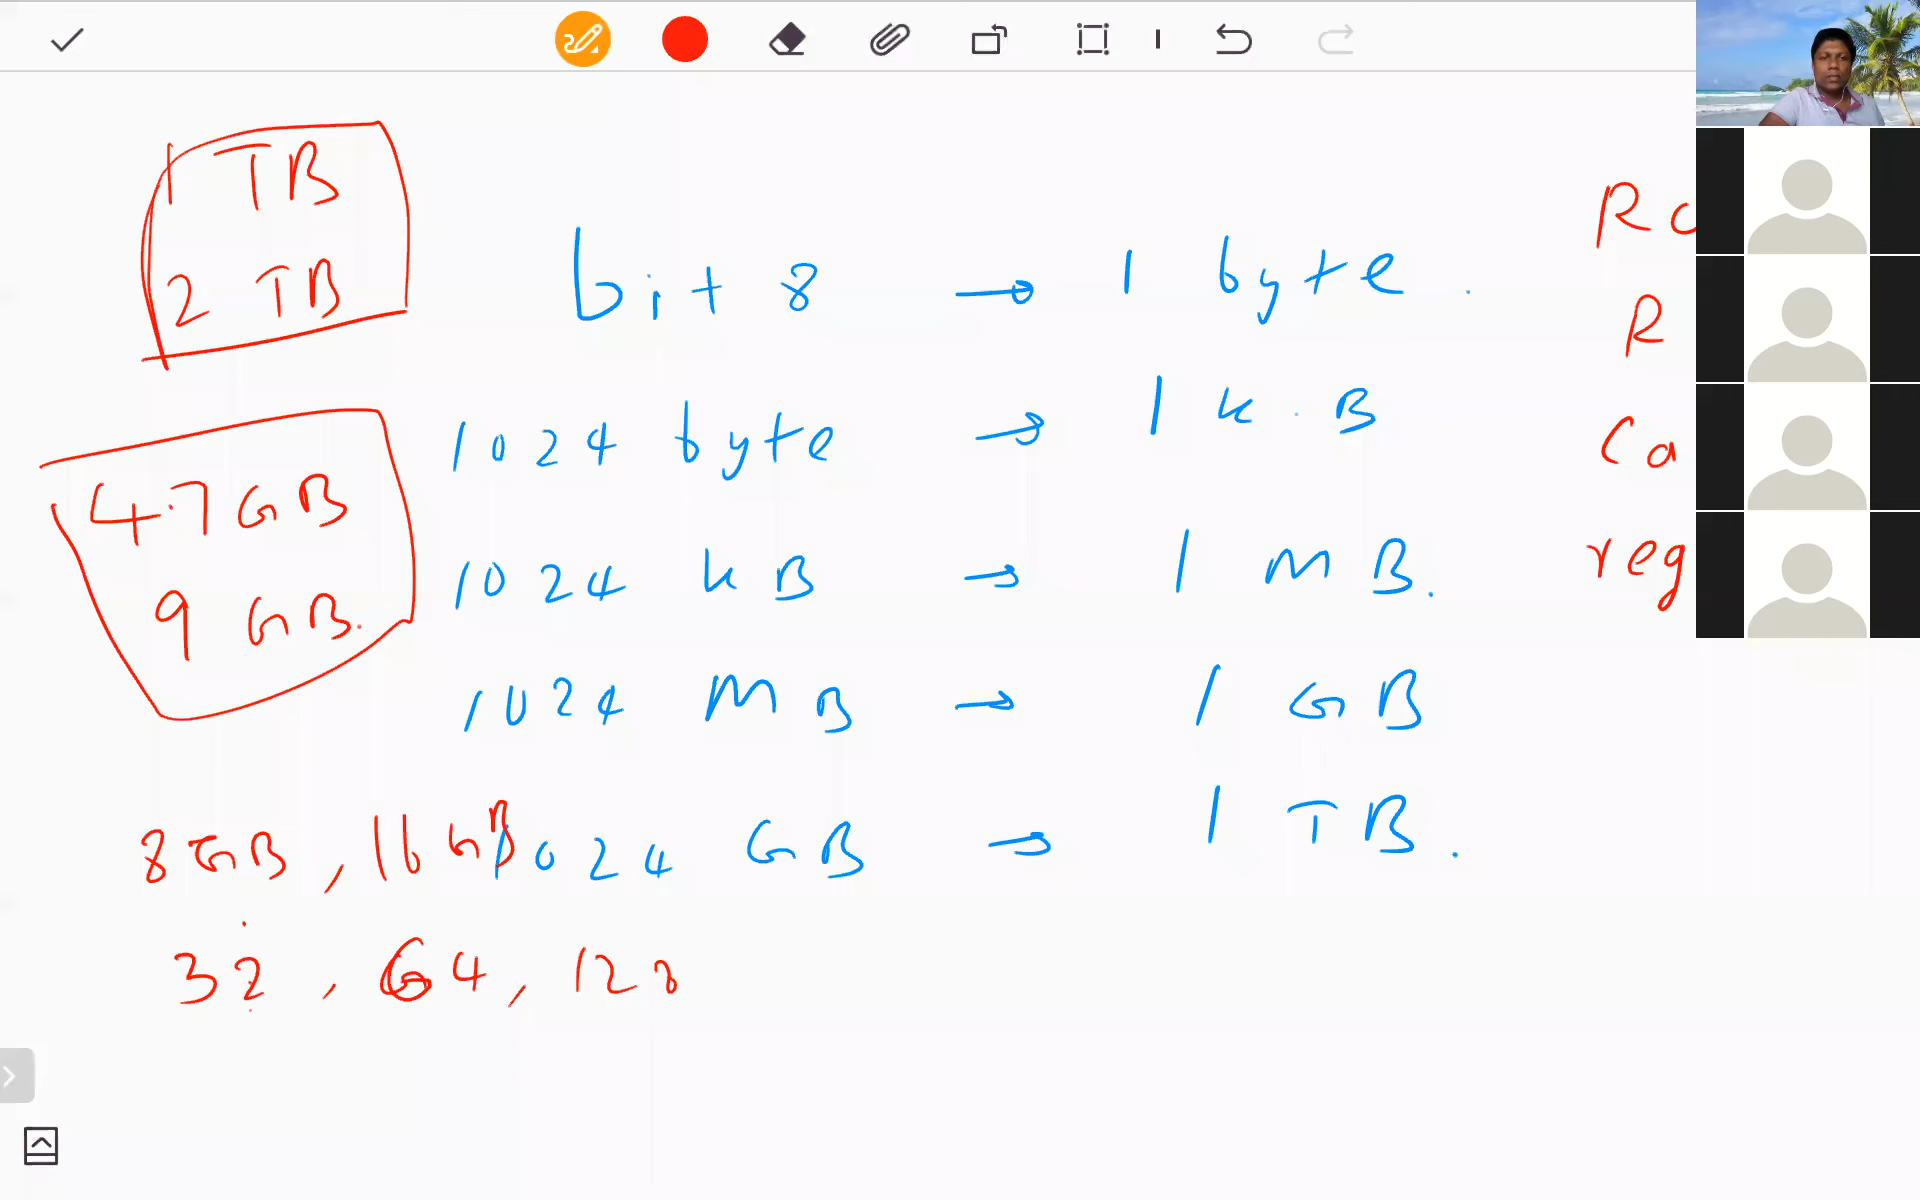 1 TB
2 TB
bit 8 → 1 byte.
1024 byte → 1 k.B
4.7 GB
9 GB.
1024 kB → 1 MB.
1024 MB → 1 GB
8 GB, 16 GB
1024 GB → 1 TB.
32, 64, 128
R
Ca
reg